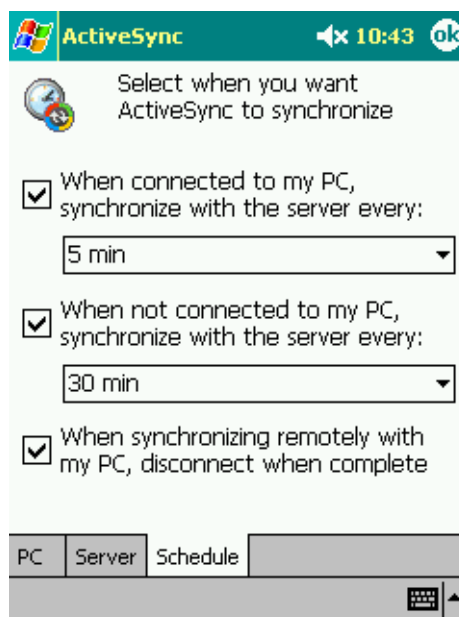 ActiveSync 10:43 ok
Select when you want
ActiveSync to synchronize
When connected to my PC,
synchronize with the server every:
5 min
When not connected to my PC,
synchronize with the server every:
30 min
When synchronizing remotely with
my PC, disconnect when complete
PC Server Schedule